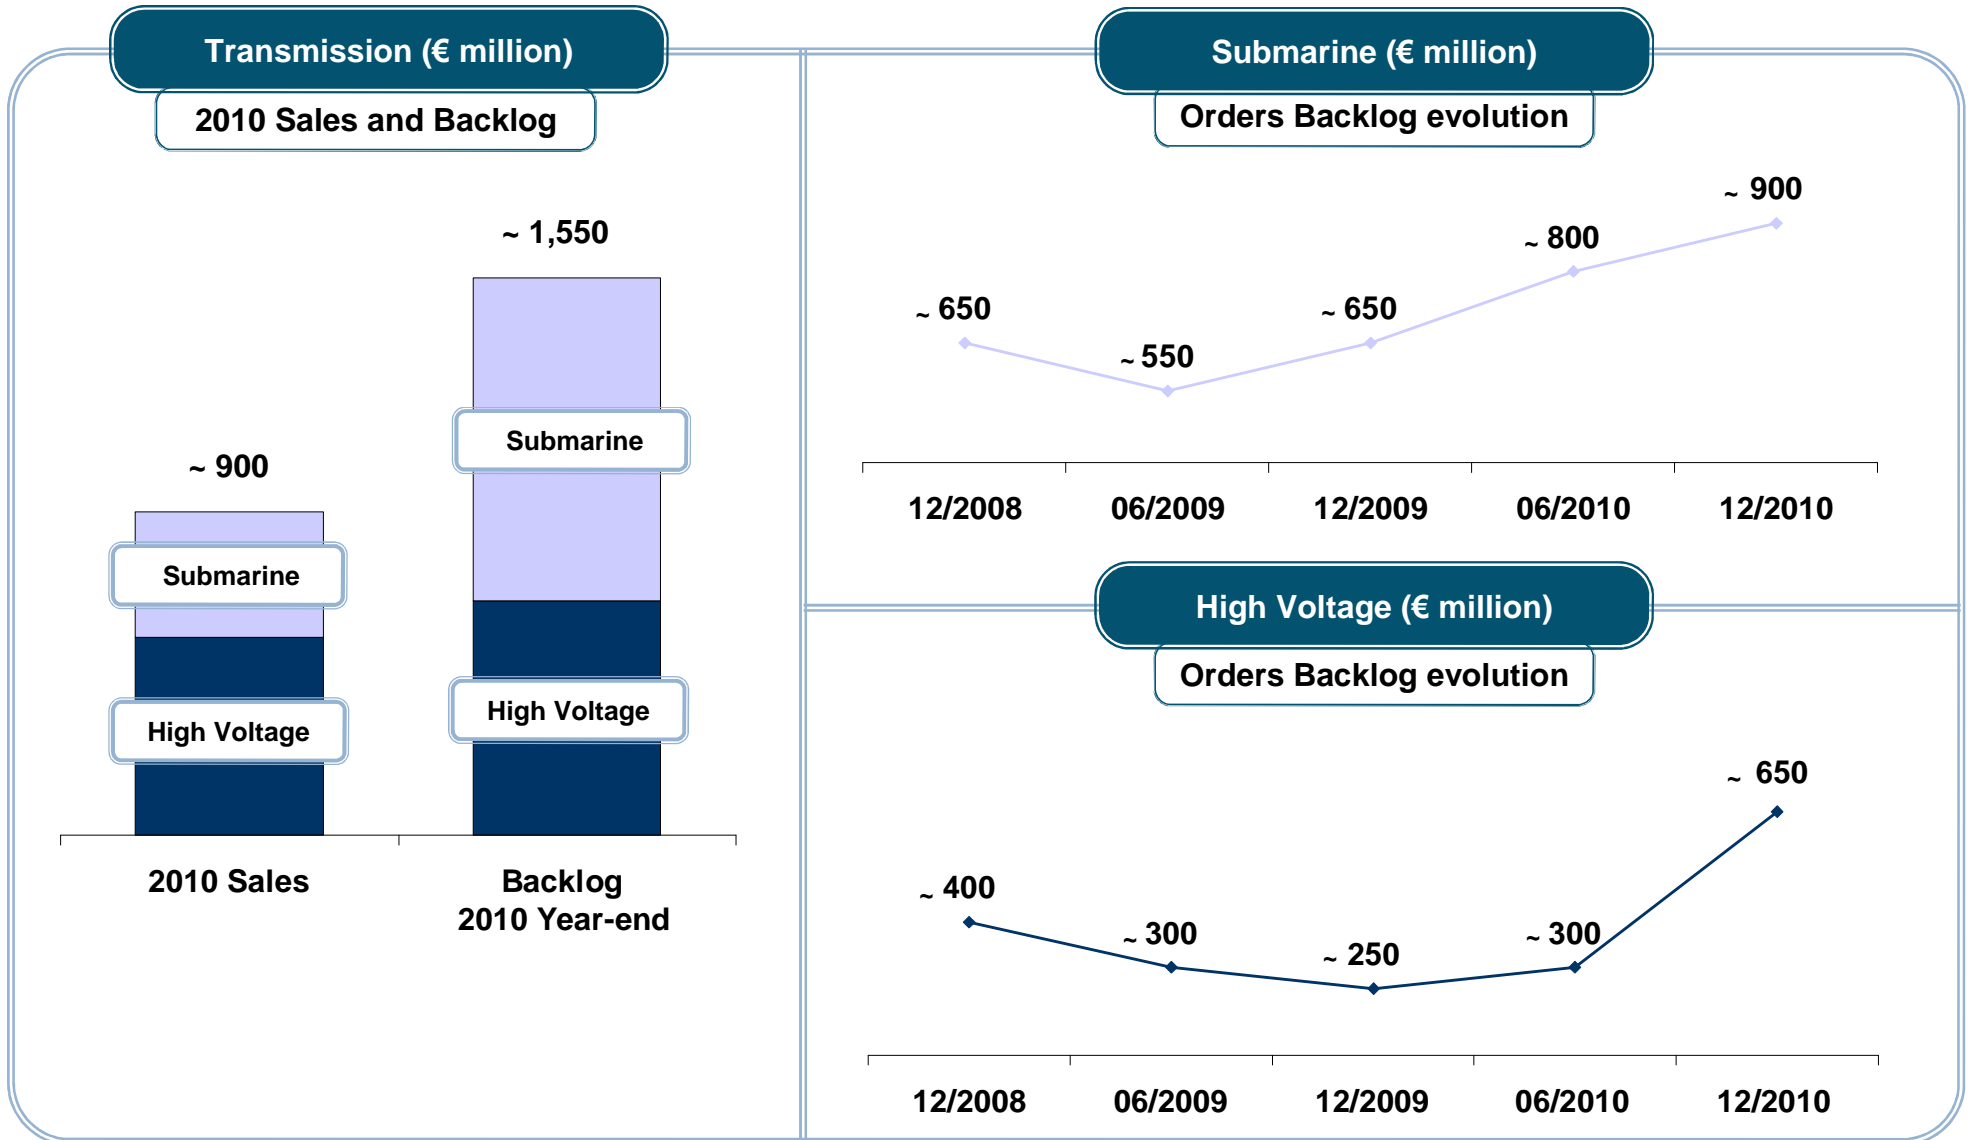 Transmission (€ million)
2010 Sales and Backlog
~ 1,550
~ 900
Submarine
Submarine
High Voltage
High Voltage
2010 Sales
Backlog
2010 Year-end
Submarine (€ million)
Orders Backlog evolution
~ 650
~ 550
~ 650
~ 800
~ 900
12/2008 06/2009 12/2009 06/2010 12/2010
High Voltage (€ million)
Orders Backlog evolution
~ 400
~ 300
~ 250
~ 300
~ 650
12/2008 06/2009 12/2009 06/2010 12/2010